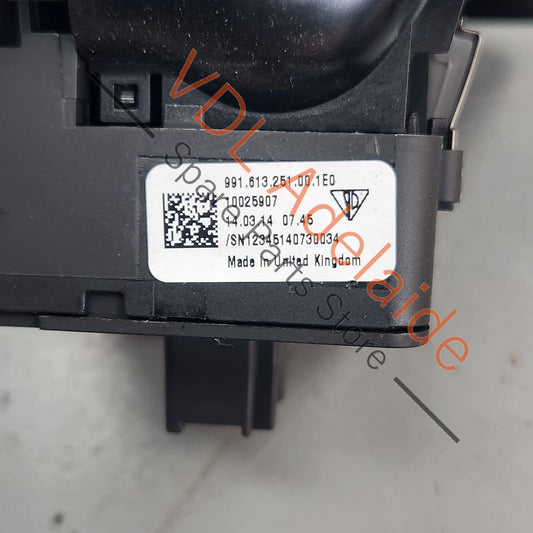 991.613.251.00.1E0
10025907
14.03.14 07.45
/SN12345140730034
Made in United Kingdom
VDL Adelaide
Spare Parts Store